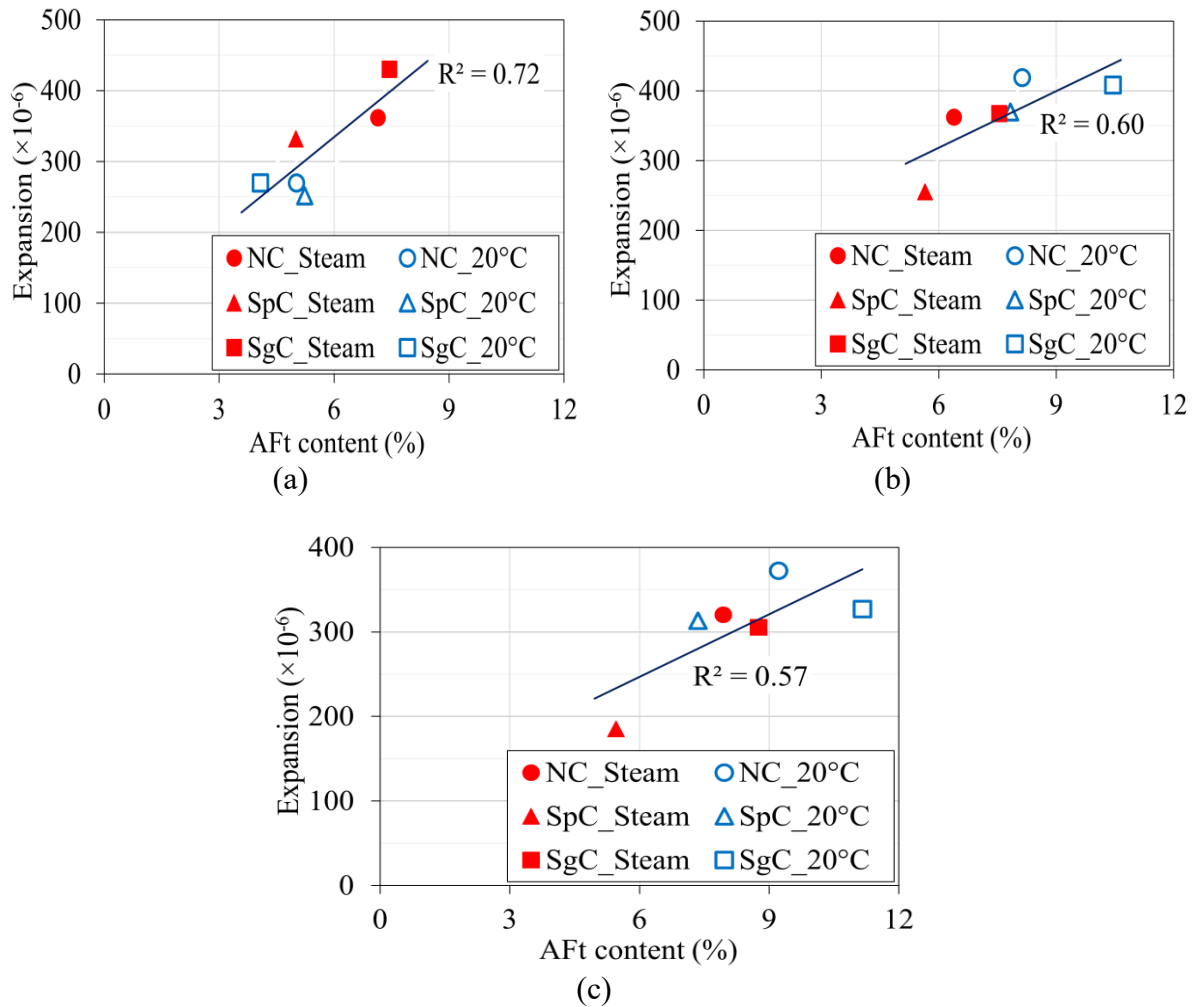 500
400
300
200
100
0
Expansion (×10⁻⁶)
R² = 0.72
NC_Steam NC_20°C
SpC_Steam SpC_20°C
SgC_Steam SgC_20°C
0 3 6 9 12
AFt content (%)
(a)
500
400
300
200
100
0
Expansion (×10⁻⁶)
R² = 0.60
NC_Steam NC_20°C
SpC_Steam SpC_20°C
SgC_Steam SgC_20°C
0 3 6 9 12
AFt content (%)
(b)
400
300
200
100
0
Expansion (×10⁻⁶)
R² = 0.57
NC_Steam NC_20°C
SpC_Steam SpC_20°C
SgC_Steam SgC_20°C
0 3 6 9 12
AFt content (%)
(c)